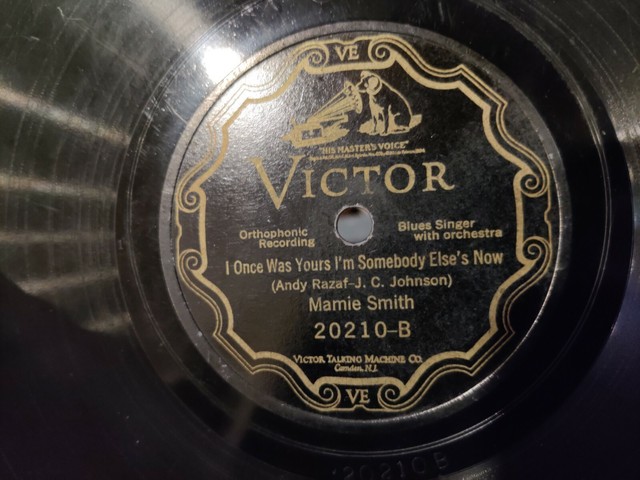 VE
"HIS MASTER'S VOICE"
VICTOR
Orthophonic
Recording
Blues Singer
with orchestra
I Once Was Yours I'm Somebody Else's Now
(Andy Razaf-J. C. Johnson)
Mamie Smith
20210-B
VICTOR TALKING MACHINE CO.
Camden, N.J.
VE
20210B